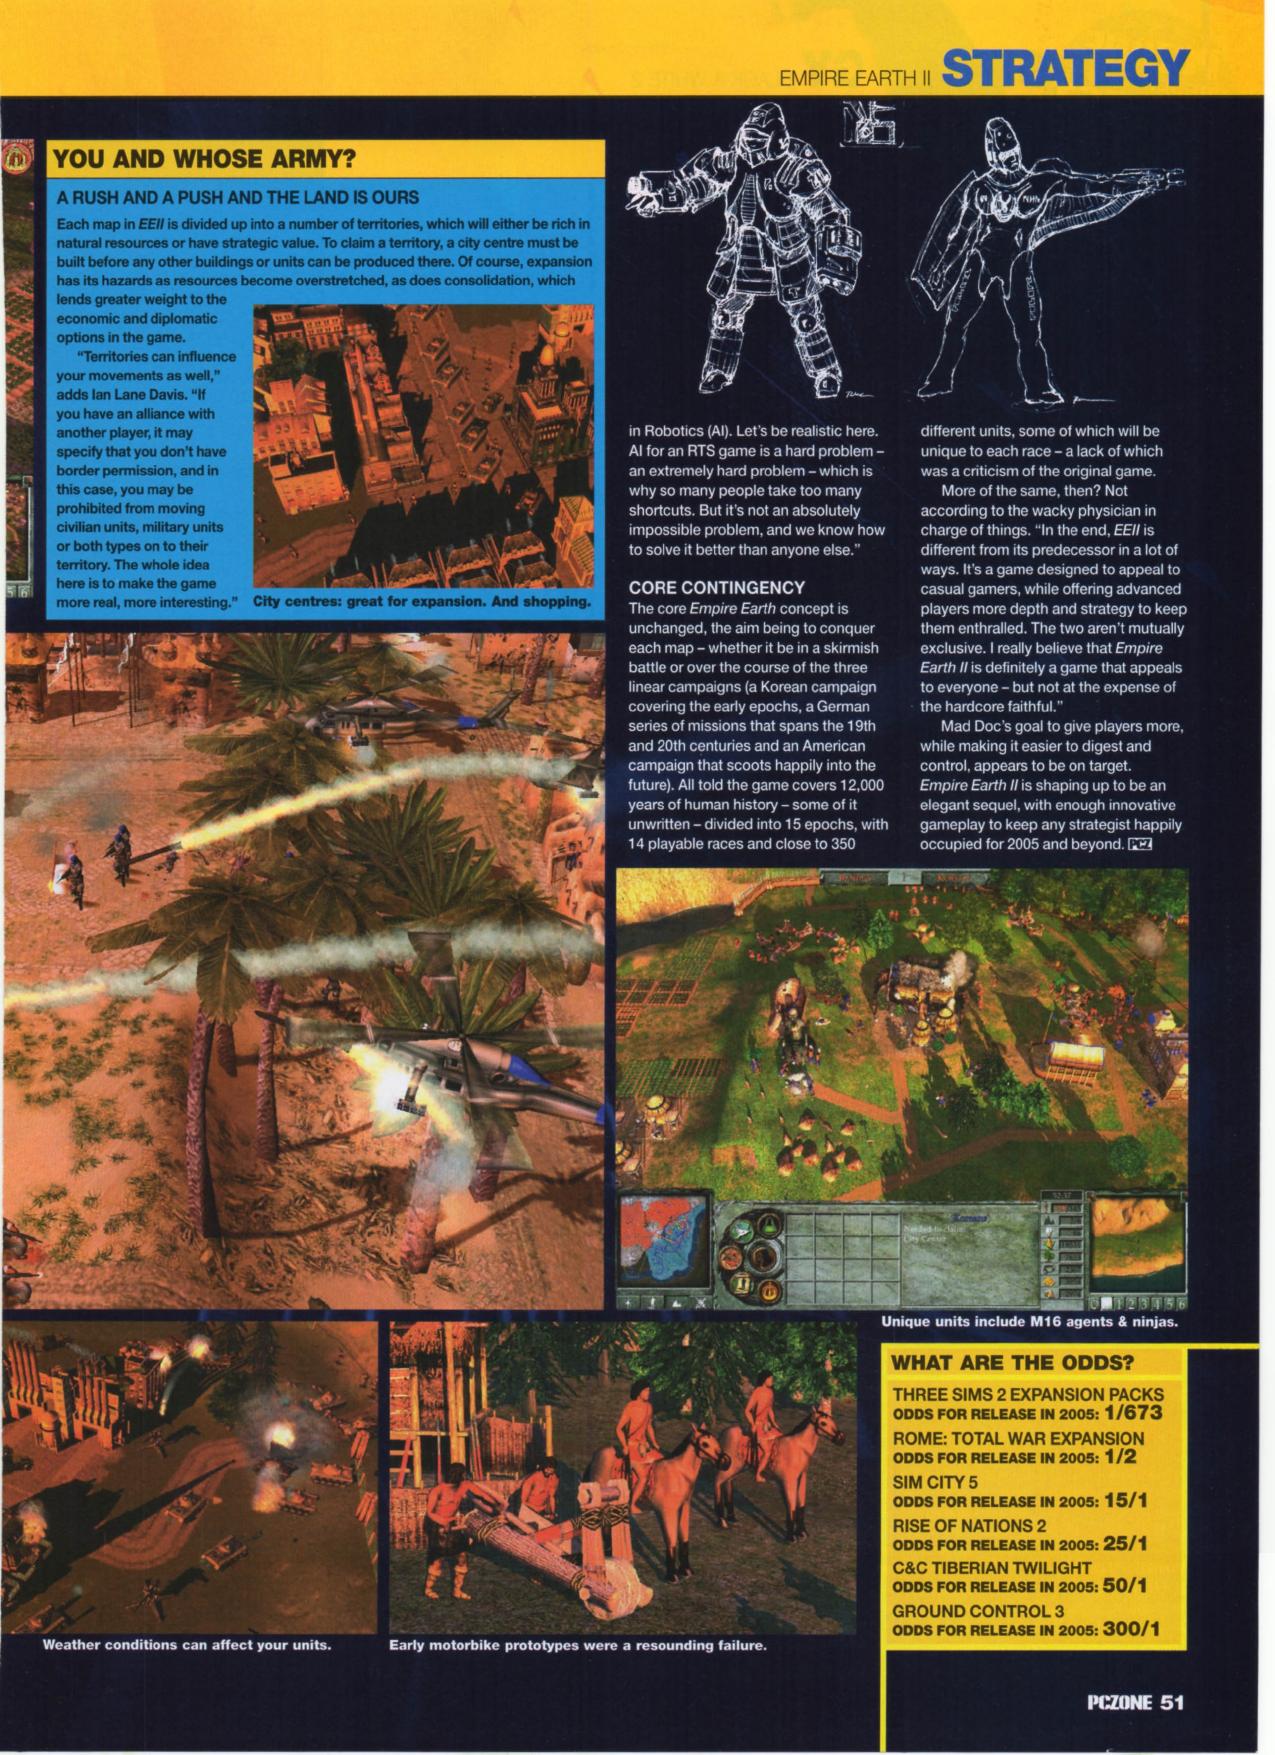 EMPIRE EARTH II STRATEGY
YOU AND WHOSE ARMY?
A RUSH AND A PUSH AND THE LAND IS OURS
Each map in EEII is divided up into a number of territories, which will either be rich in
natural resources or have strategic value. To claim a territory, a city centre must be
built before any other buildings or units can be produced there. Of course, expansion
has its hazards as resources become overstretched, as does consolidation, which
lends greater weight to the
economic and diplomatic
options in the game.
“Territories can influence
your movements as well,”
adds Ian Lane Davis. “If
you have an alliance with
another player, it may
specify that you don’t have
border permission, and in
this case, you may be
prohibited from moving
civilian units, military units
or both types on to their
territory. The whole idea
here is to make the game
more real, more interesting.”
City centres: great for expansion. And shopping.
5 6
in Robotics (AI). Let’s be realistic here.
AI for an RTS game is a hard problem –
an extremely hard problem – which is
why so many people take too many
shortcuts. But it’s not an absolutely
impossible problem, and we know how
to solve it better than anyone else.”
CORE CONTINGENCY
The core Empire Earth concept is
unchanged, the aim being to conquer
each map – whether it be in a skirmish
battle or over the course of the three
linear campaigns (a Korean campaign
covering the early epochs, a German
series of missions that spans the 19th
and 20th centuries and an American
campaign that scoots happily into the
future). All told the game covers 12,000
years of human history – some of it
unwritten – divided into 15 epochs, with
14 playable races and close to 350
different units, some of which will be
unique to each race – a lack of which
was a criticism of the original game.
More of the same, then? Not
according to the wacky physician in
charge of things. “In the end, EEII is
different from its predecessor in a lot of
ways. It’s a game designed to appeal to
casual gamers, while offering advanced
players more depth and strategy to keep
them enthralled. The two aren’t mutually
exclusive. I really believe that Empire
Earth II is definitely a game that appeals
to everyone – but not at the expense of
the hardcore faithful.”
Mad Doc’s goal to give players more,
while making it easier to digest and
control, appears to be on target.
Empire Earth II is shaping up to be an
elegant sequel, with enough innovative
gameplay to keep any strategist happily
occupied for 2005 and beyond. PCZ
Koreans
Needed to claim
City Center
52:37
1 2 3 4 5 6
Unique units include M16 agents & ninjas.
Weather conditions can affect your units.
Early motorbike prototypes were a resounding failure.
WHAT ARE THE ODDS?
THREE SIMS 2 EXPANSION PACKS
ODDS FOR RELEASE IN 2005: 1/673
ROME: TOTAL WAR EXPANSION
ODDS FOR RELEASE IN 2005: 1/2
SIM CITY 5
ODDS FOR RELEASE IN 2005: 15/1
RISE OF NATIONS 2
ODDS FOR RELEASE IN 2005: 25/1
C&C TIBERIAN TWILIGHT
ODDS FOR RELEASE IN 2005: 50/1
GROUND CONTROL 3
ODDS FOR RELEASE IN 2005: 300/1
PCZONE 51